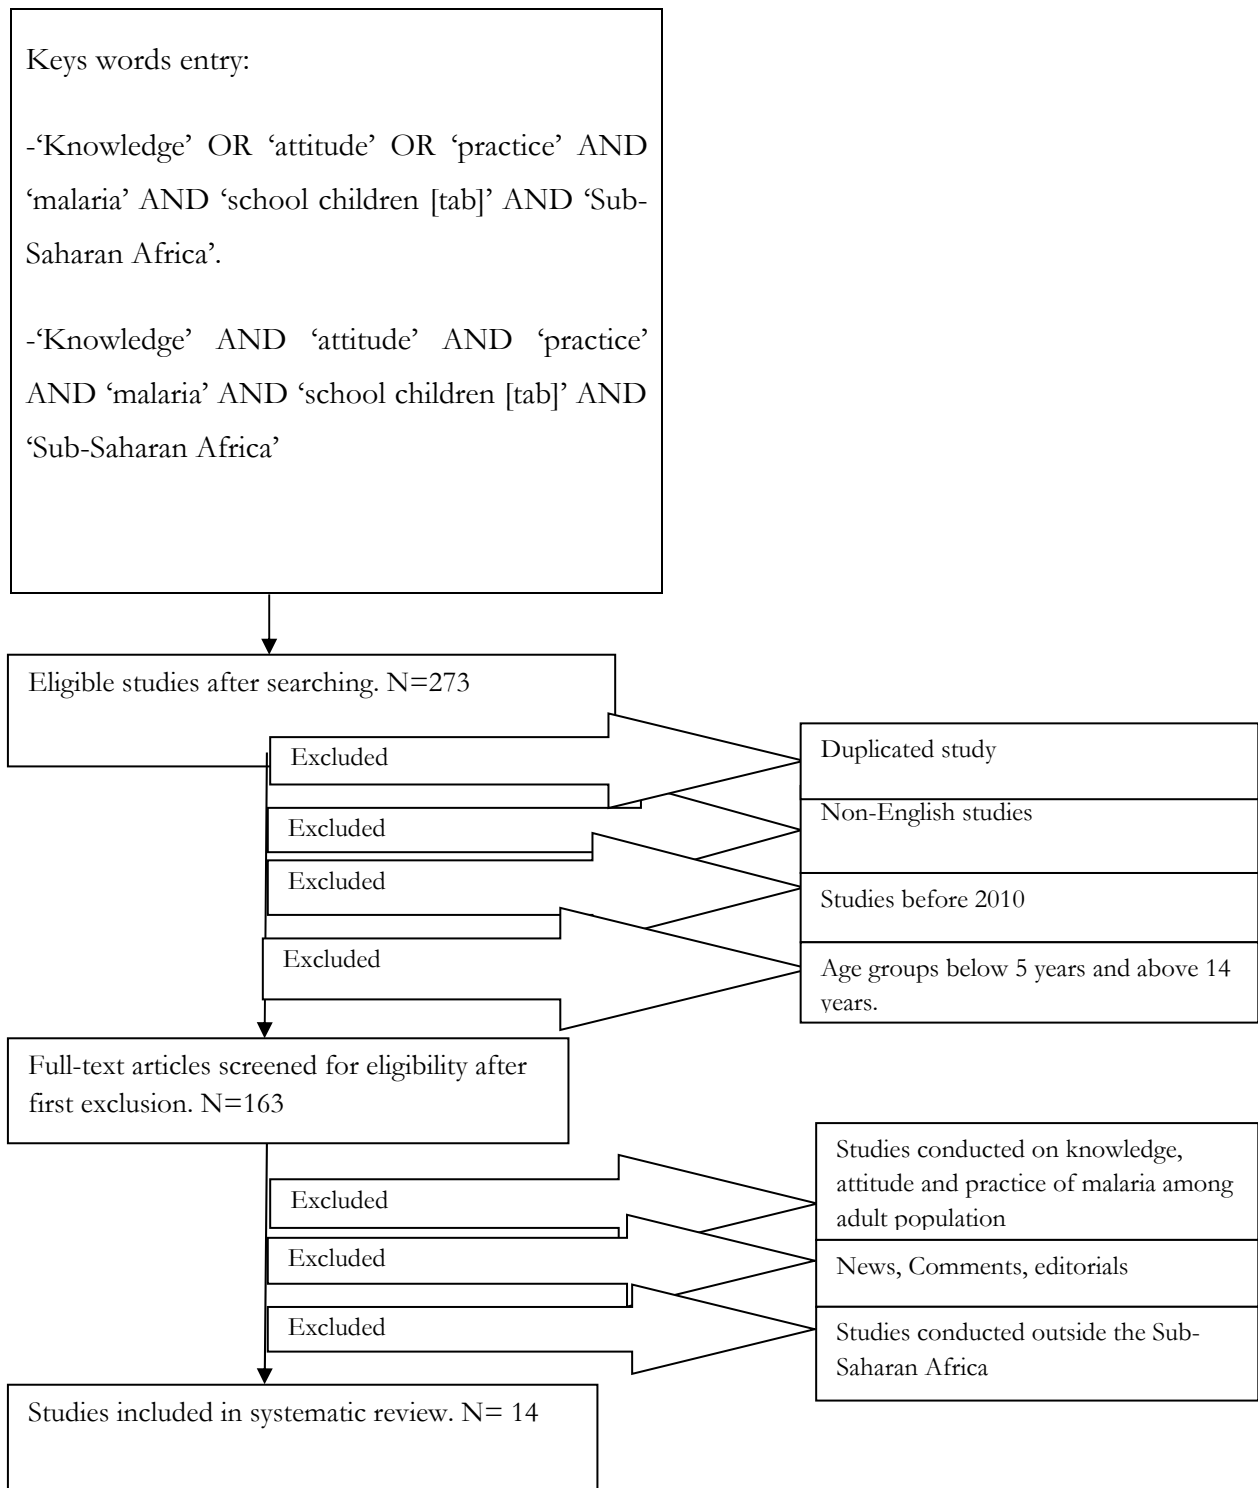 Keys words entry:
-‘Knowledge’ OR ‘attitude’ OR ‘practice’ AND
‘malaria’ AND ‘school children [tab]’ AND ‘Sub-
Saharan Africa’.
-‘Knowledge’ AND ‘attitude’ AND ‘practice’
AND ‘malaria’ AND ‘school children [tab]’ AND
‘Sub-Saharan Africa’
Eligible studies after searching. N=273
Excluded
Duplicated study
Excluded
Non-English studies
Excluded
Studies before 2010
Excluded
Age groups below 5 years and above 14
years.
Full-text articles screened for eligibility after
first exclusion. N=163
Excluded
Studies conducted on knowledge,
attitude and practice of malaria among
adult population
Excluded
News, Comments, editorials
Excluded
Studies conducted outside the Sub-
Saharan Africa
Studies included in systematic review. N= 14